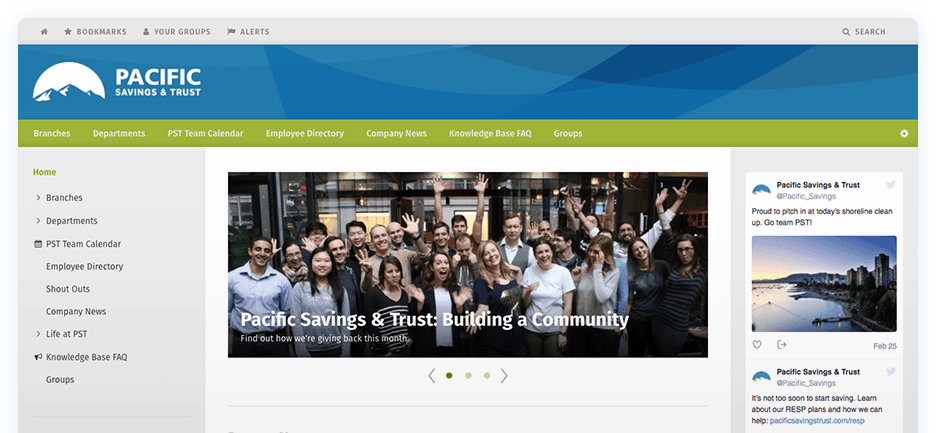 BOOKMARKS
YOUR GROUPS
ALERTS
SEARCH
PACIFIC
SAVINGS & TRUST
Branches
Departments
PST Team Calendar
Employee Directory
Company News
Knowledge Base FAQ
Groups
Home
Branches
Departments
PST Team Calendar
Employee Directory
Shout Outs
Company News
Life at PST
Knowledge Base FAQ
Groups
Pacific Savings & Trust: Building a Community
Find out how we're giving back this month.
Pacific Savings & Trust
@Pacific_Savings
Proud to pitch in at today's shoreline clean
up. Go team PST!
Feb 25
Pacific Savings & Trust
@Pacific_Savings
It's not too soon to start saving. Learn
about our RESP plans and how we can
help: pacificsavingstrust.com/resp